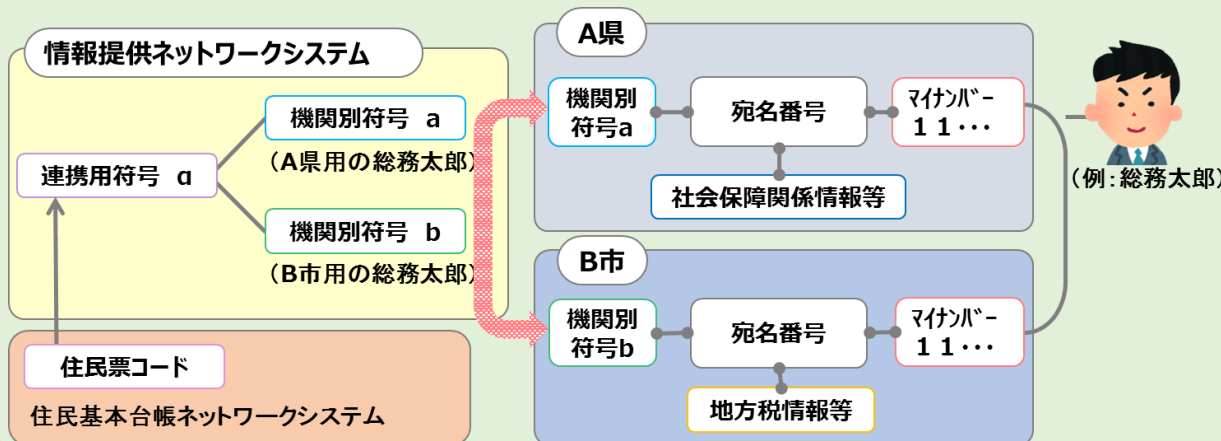 情報提供ネットワークシステム
連携用符号 α
機関別符号 a
(A県用の総務太郎)
機関別符号 b
(B市用の総務太郎)
住民票コード
住民基本台帳ネットワークシステム
A県
機関別
符号a
宛名番号
ﾏｲﾅﾝﾊﾞｰ
１１･･･
社会保障関係情報等
B市
機関別
符号b
宛名番号
ﾏｲﾅﾝﾊﾞｰ
１１･･･
地方税情報等
(例:総務太郎)